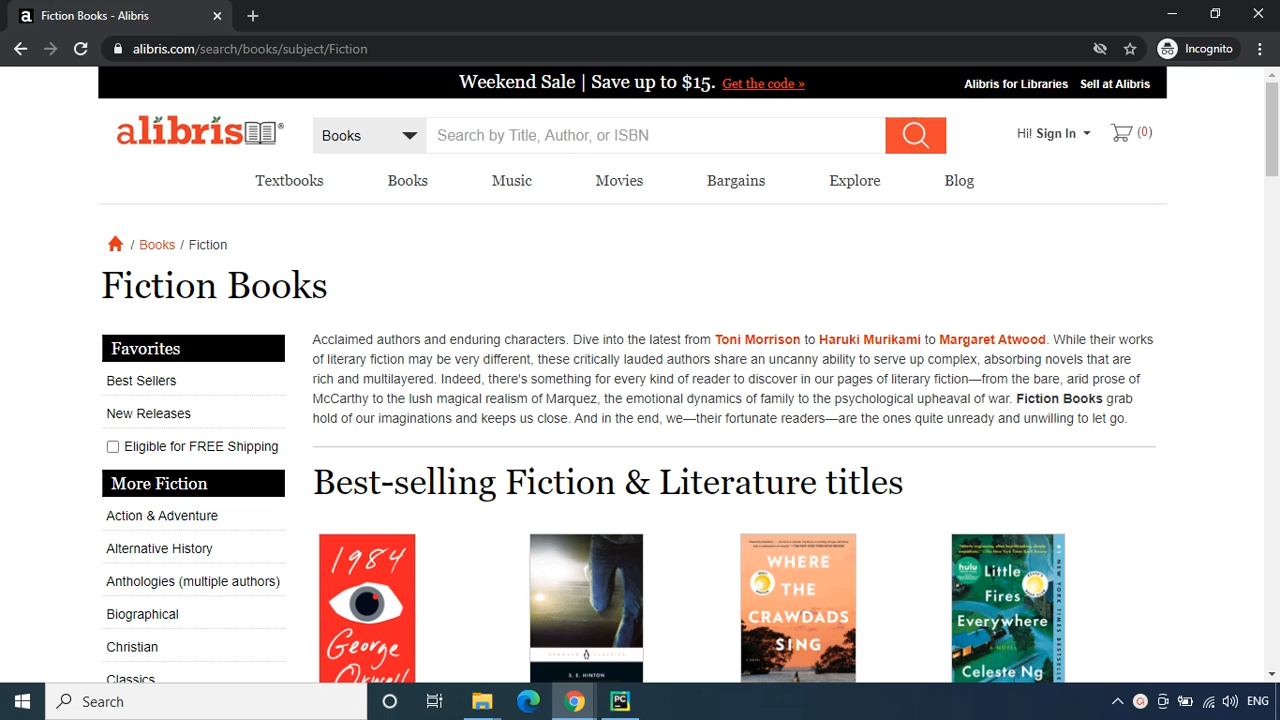 Fiction Books - Alibris
alibris.com/search/books/subject/Fiction
Incognito
Weekend Sale | Save up to $15. Get the code »
Alibris for Libraries Sell at Alibris
alibris®
Books
Search by Title, Author, or ISBN
Hi! Sign In
(0)
Textbooks Books Music Movies Bargains Explore Blog
/ Books / Fiction
Fiction Books
Favorites
Best Sellers
New Releases
Eligible for FREE Shipping
More Fiction
Action & Adventure
Alternative History
Anthologies (multiple authors)
Biographical
Christian
Classics
Acclaimed authors and enduring characters. Dive into the latest from Toni Morrison to Haruki Murikami to Margaret Atwood. While their works
of literary fiction may be very different, these critically lauded authors share an uncanny ability to serve up complex, absorbing novels that are
rich and multilayered. Indeed, there's something for every kind of reader to discover in our pages of literary fiction—from the bare, arid prose of
McCarthy to the lush magical realism of Marquez, the emotional dynamics of family to the psychological upheaval of war. Fiction Books grab
hold of our imaginations and keeps us close. And in the end, we—their fortunate readers—are the ones quite unready and unwilling to let go.
Best-selling Fiction & Literature titles
1984
George
Orwell
S. E. HINTON
WHERE
THE
CRAWDADS
SING
hulu
Little
Fires
Everywhere
A NOVEL
Celeste Ng
#1 NEW YORK TIMES BESTSELLER
Search
PC
ENG